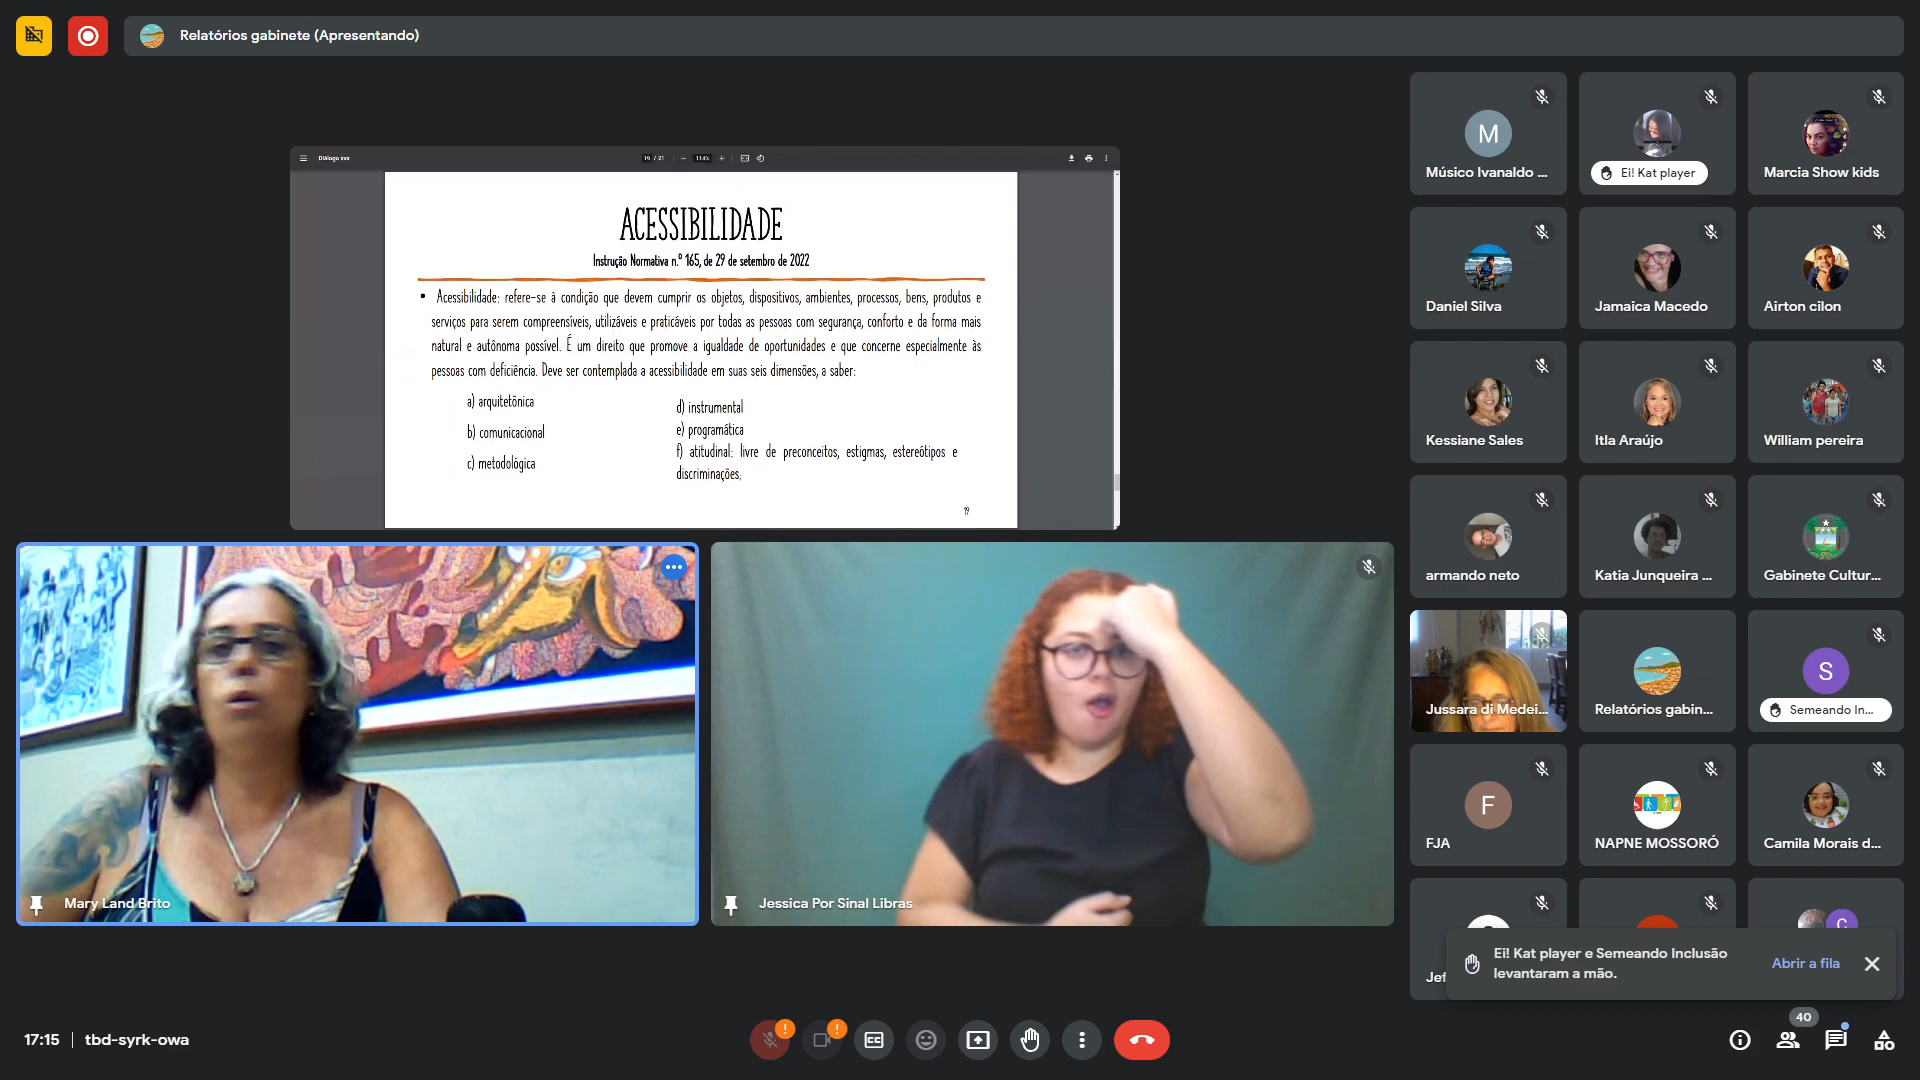 Relatórios gabinete (Apresentando)
Diálogo xxx
19 / 21
114%
ACESSIBILIDADE
Instrução Normativa n.º 165, de 29 de setembro de 2022
• Acessibilidade: refere-se à condição que devem cumprir os objetos, dispositivos, ambientes, processos, bens, produtos e
serviços para serem compreensíveis, utilizáveis e praticáveis por todas as pessoas com segurança, conforto e da forma mais
natural e autônoma possível. É um direito que promove a igualdade de oportunidades e que concerne especialmente às
pessoas com deficiência. Deve ser contemplada a acessibilidade em suas seis dimensões, a saber:
a) arquitetônica
b) comunicacional
c) metodológica
d) instrumental
e) programática
f) atitudinal: livre de preconceitos, estigmas, estereótipos e
discriminações;
19
Mary Land Brito
Jessica Por Sinal Libras
M
Músico Ivanaldo ...
Ei! Kat player
Marcia Show kids
Daniel Silva
Jamaica Macedo
Airton cilon
Kessiane Sales
Itla Araújo
William pereira
armando neto
Katia Junqueira ...
Gabinete Cultur...
Jussara di Medei...
Relatórios gabin...
S
Semeando In...
F
FJA
NAPNE MOSSORÓ
Camila Morais d...
C
Jef
Ei! Kat player e Semeando Inclusão
levantaram a mão.
Abrir a fila
17:15
tbd-syrk-owa
40